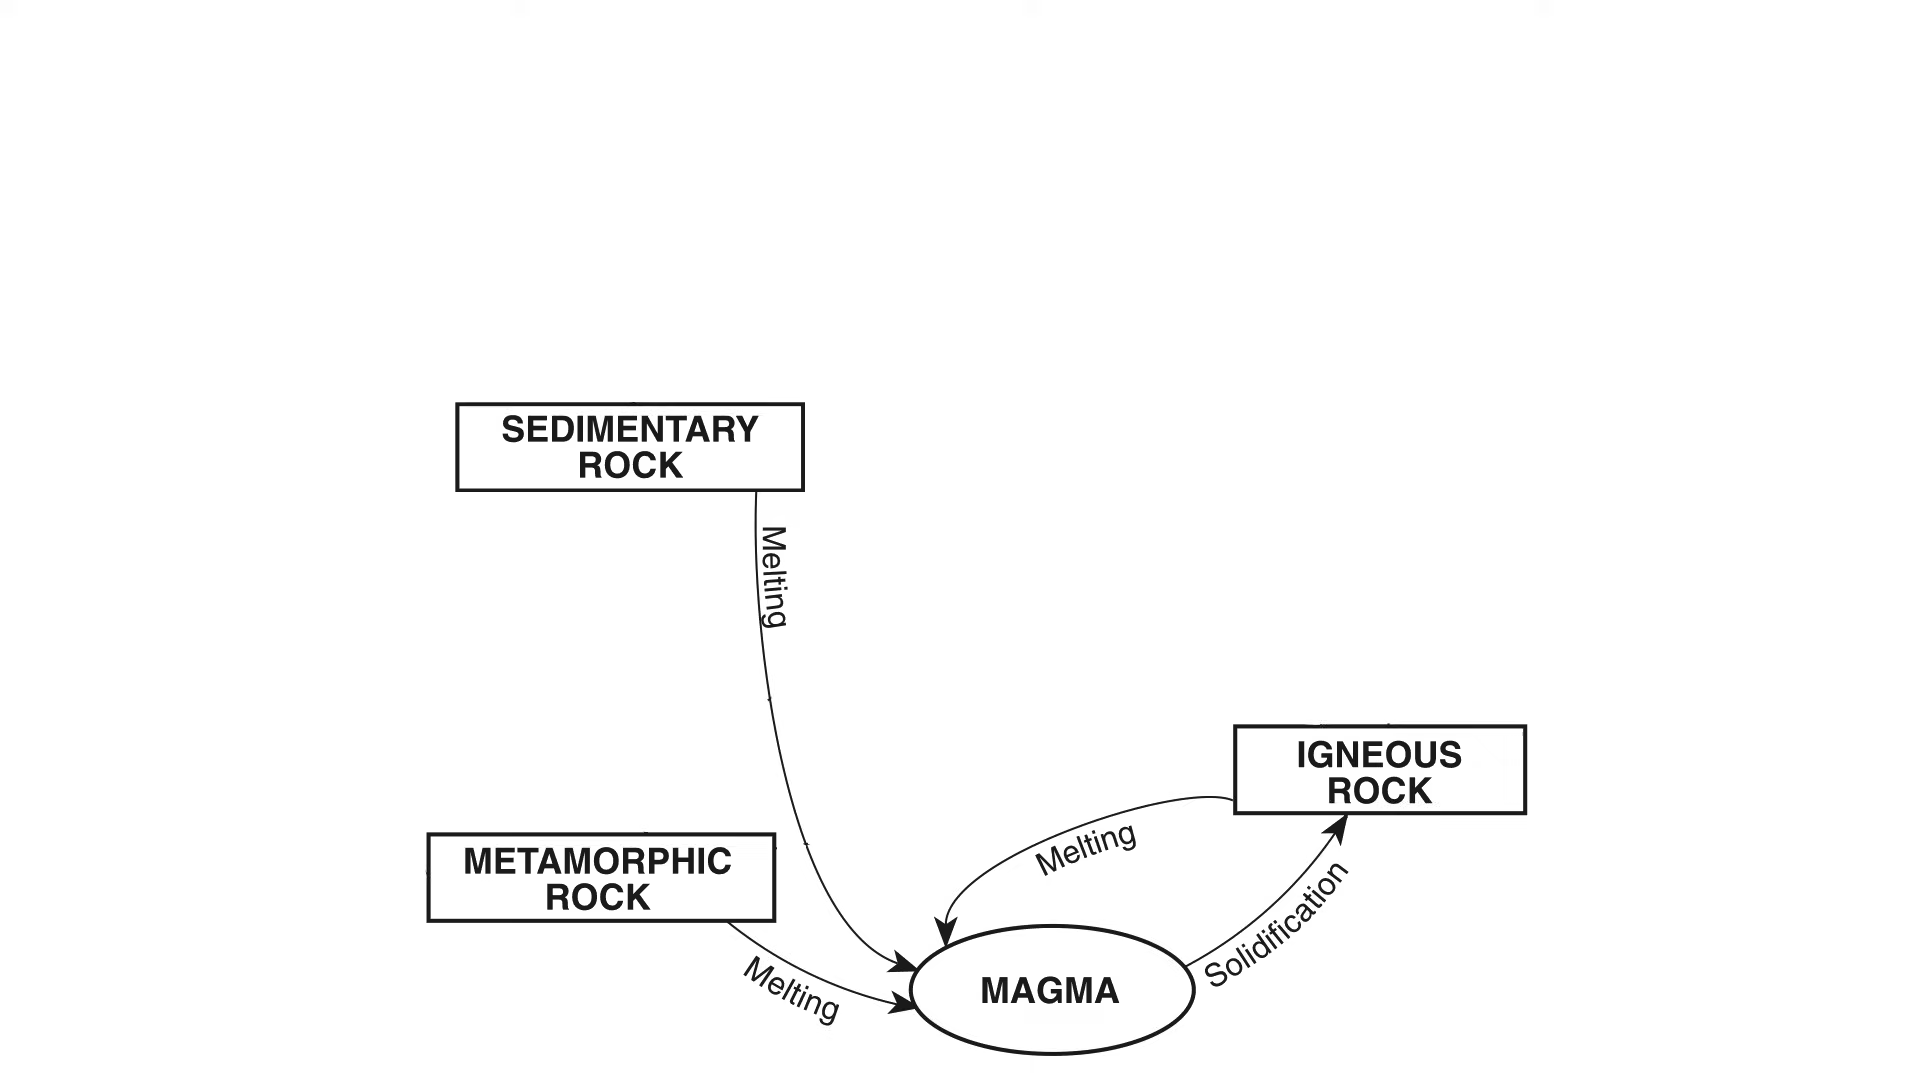 SEDIMENTARY
ROCK
Melting
IGNEOUS
ROCK
Melting
METAMORPHIC
ROCK
Melting
MAGMA
Solidification